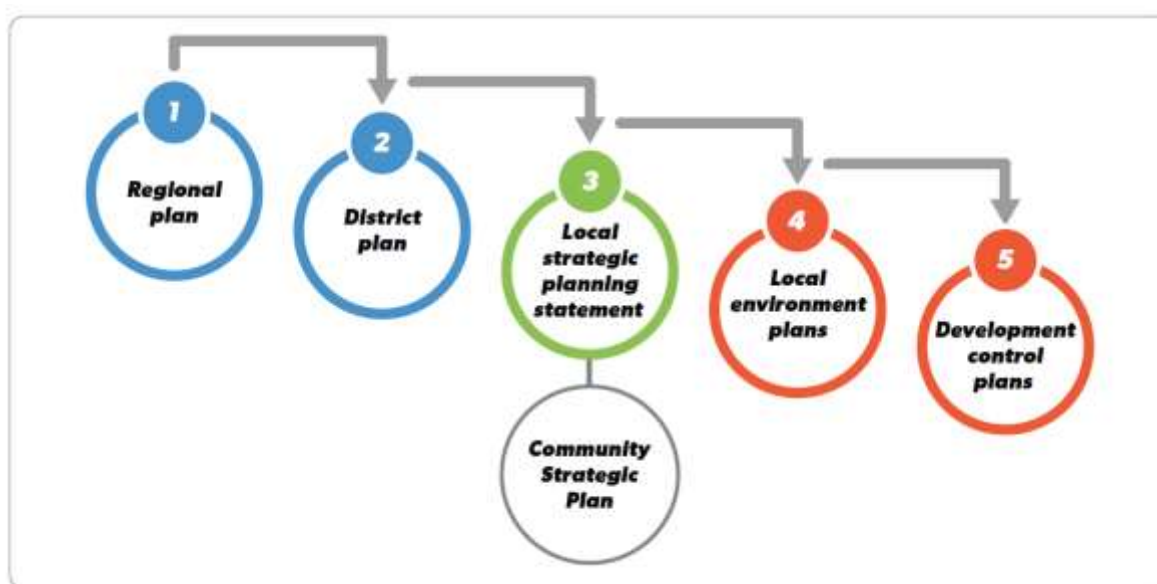 1
Regional
plan
2
District
plan
3
Local
strategic
planning
statement
4
Local
environment
plans
5
Development
control
plans
Community
Strategic
Plan